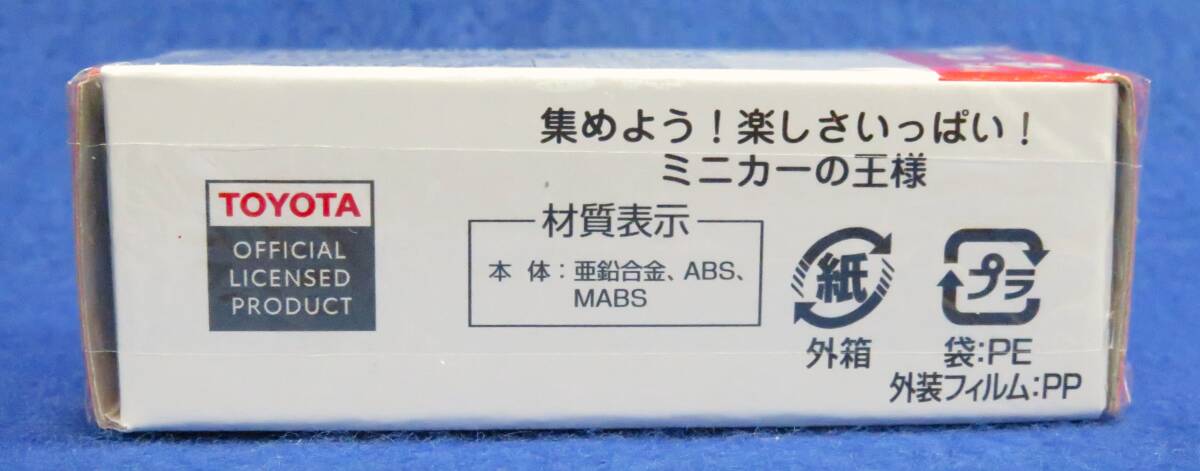 集めよう！楽しさいっぱい！
ミニカーの王様
TOYOTA
OFFICIAL
LICENSED
PRODUCT
材質表示
本体：亜鉛合金、ABS、
MABS
紙
外箱
プラ
袋：PE
外装フィルム：PP